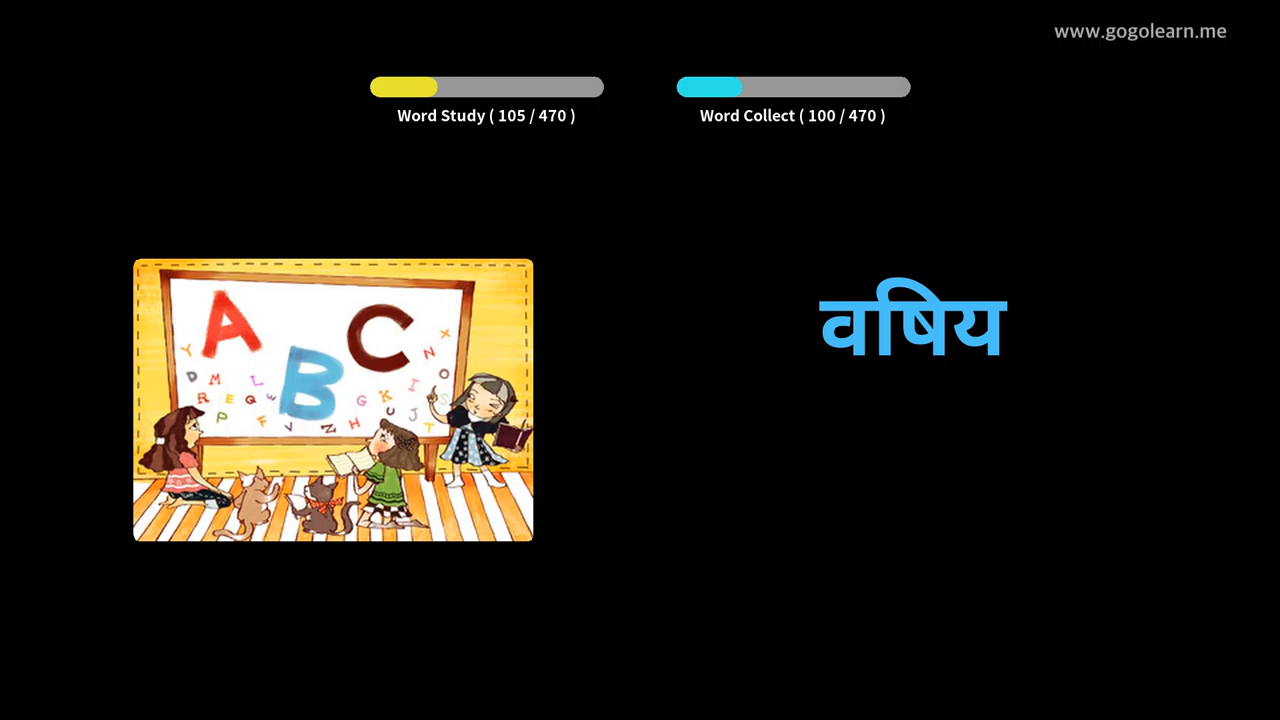 www.gogolearn.me
Word Study ( 105 / 470 )
Word Collect ( 100 / 470 )
वषिय
A B C
Y X N
D M L I O
R E Q W G K S
P F V Z H U J T